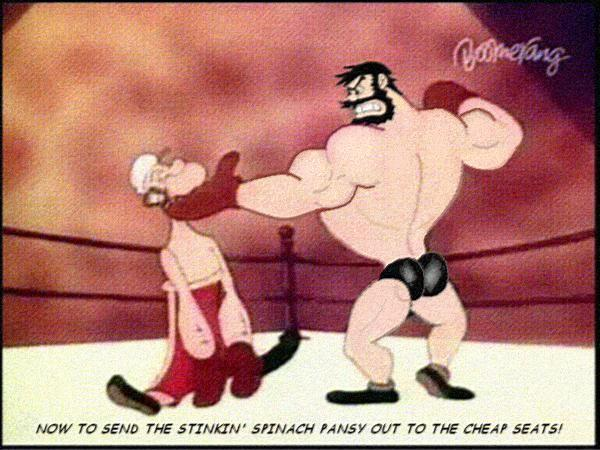 Boomerang
NOW TO SEND THE STINKIN' SPINACH PANSY OUT TO THE CHEAP SEATS!